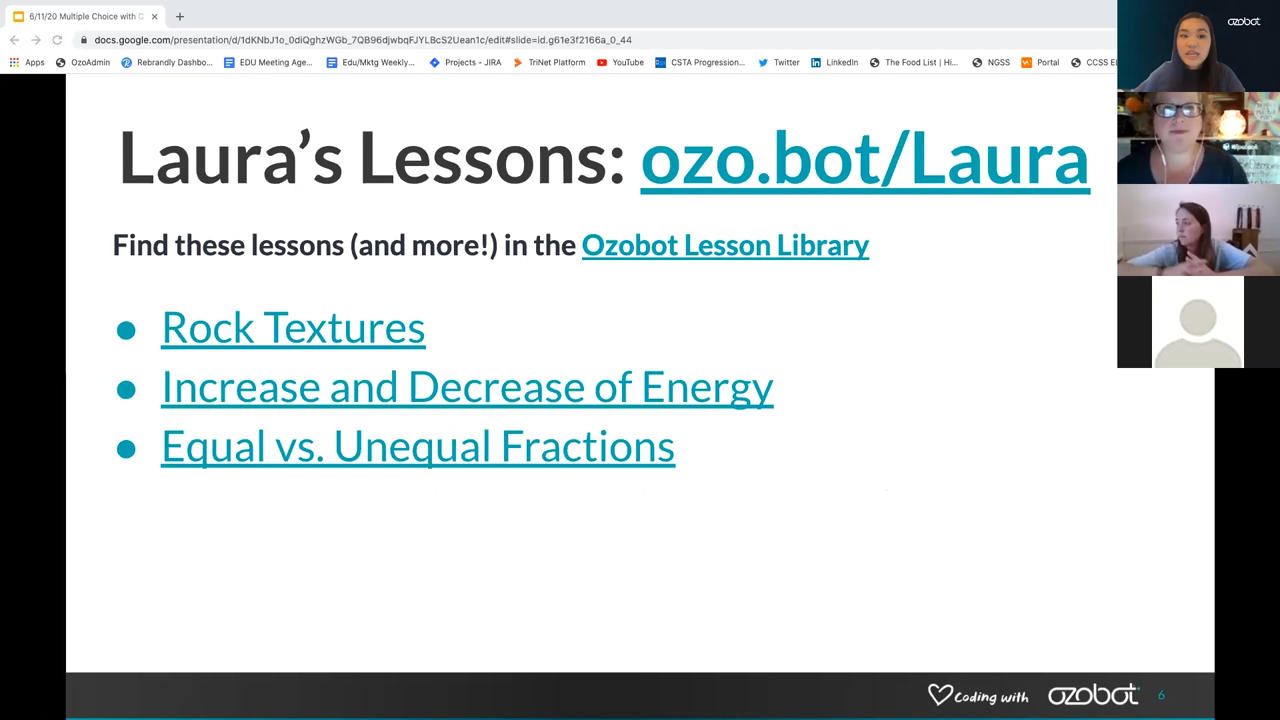 6/11/20 Multiple Choice with
docs.google.com/presentation/d/1dKNbJ1o_0diQghzWGb_7QB96djwbqFJYLBcS2Uean1c/edit#slide=id.g61e3f2166a_0_44
Apps OzoAdmin Rebrandly Dashbo... EDU Meeting Age... Edu/Mktg Weekly... Projects - JIRA TriNet Platform YouTube CSTA Progression... Twitter LinkedIn The Food List | Hi... NGSS Portal CCSS EL
ozobot
Laura's Lessons: ozo.bot/Laura
Find these lessons (and more!) in the Ozobot Lesson Library
● Rock Textures
● Increase and Decrease of Energy
● Equal vs. Unequal Fractions
Coding with ozobot 6